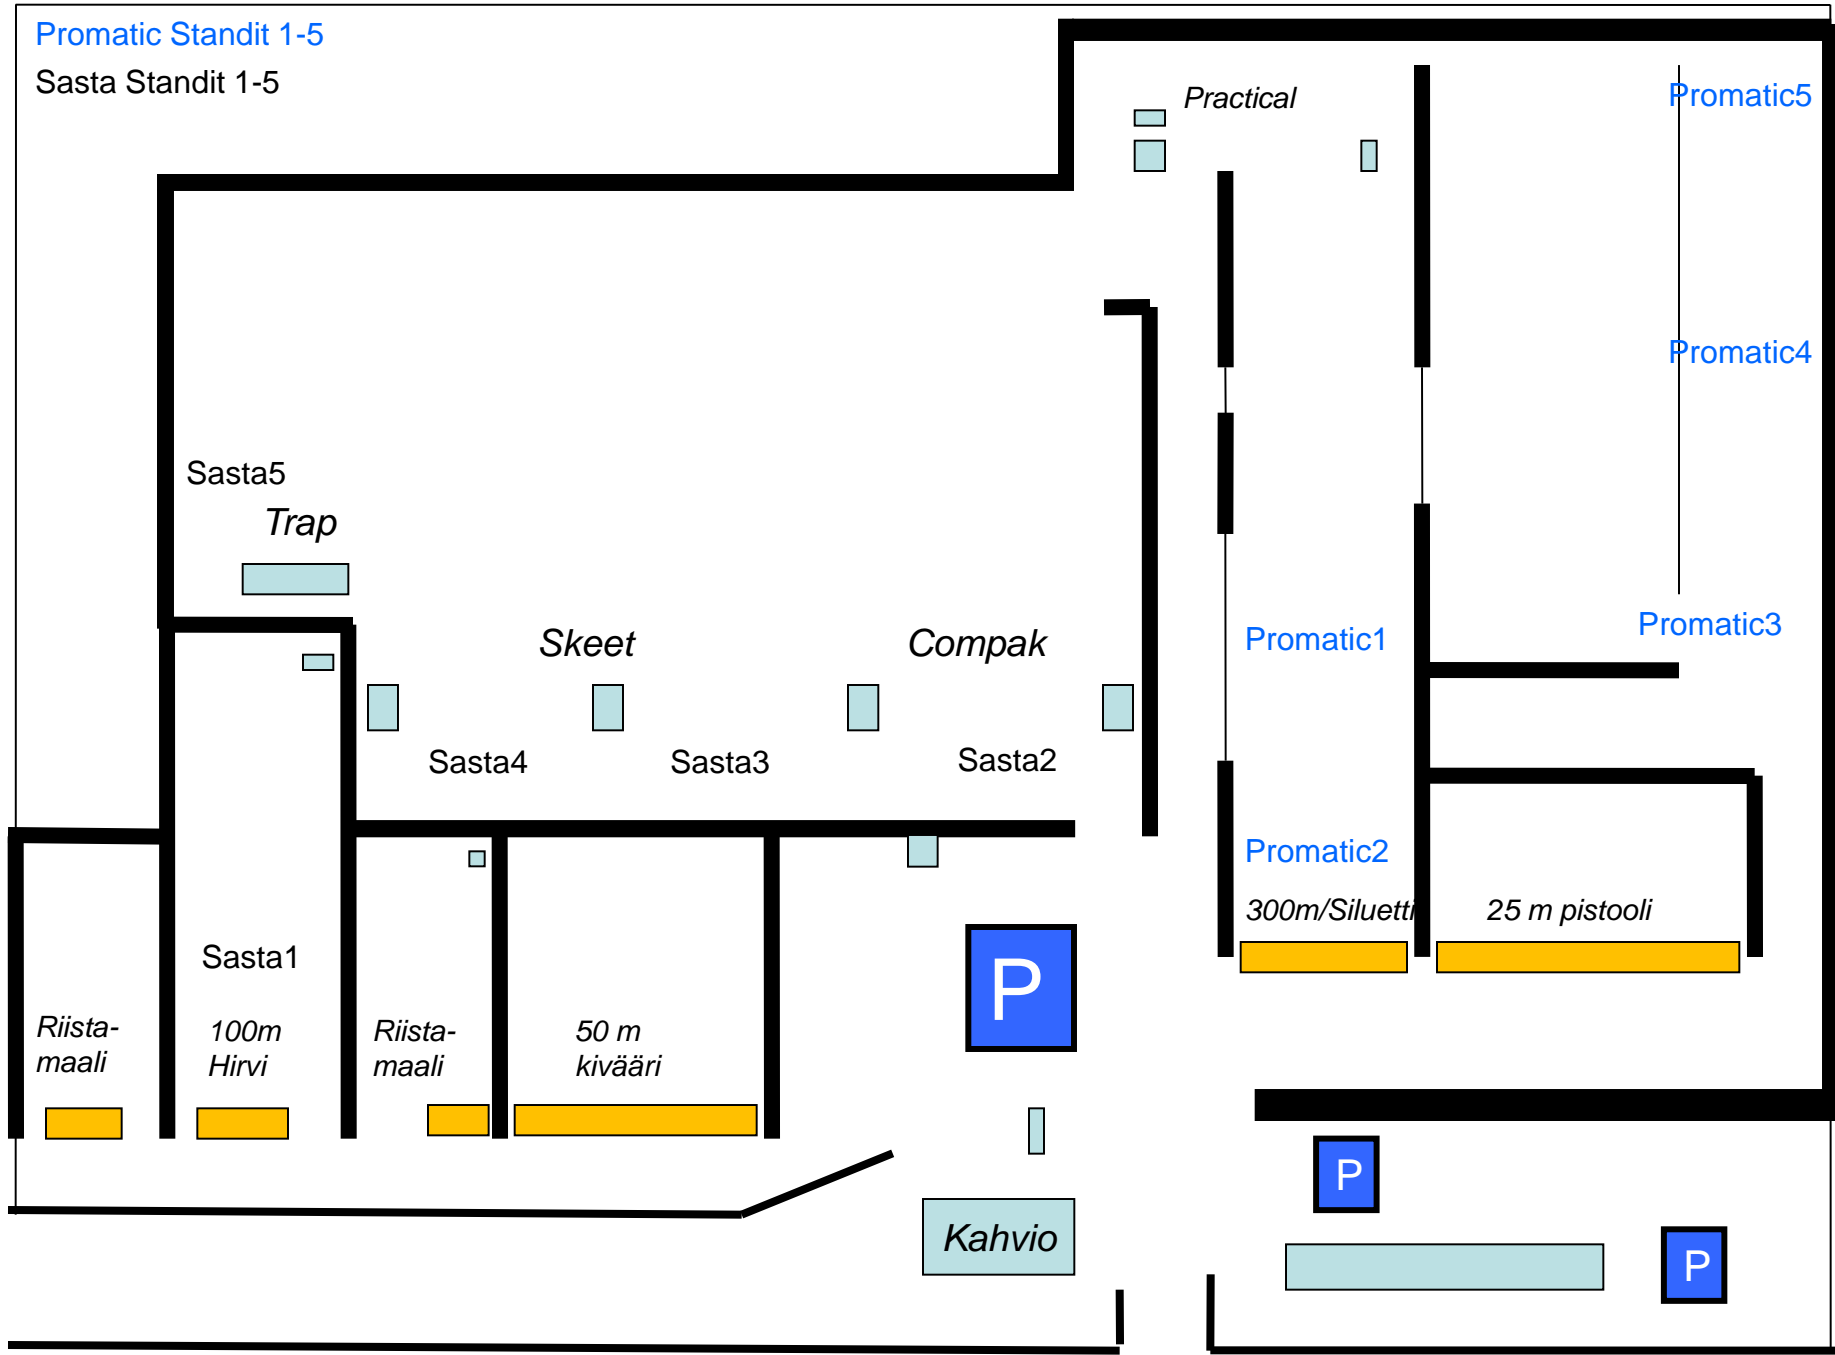 Promatic Standit 1-5
Sasta Standit 1-5
Practical
Promatic5
Promatic4
Sasta5
Trap
Skeet
Compak
Promatic1
Promatic3
Sasta4
Sasta3
Sasta2
Promatic2
300m/Siluetti
25 m pistooli
Sasta1
P
Riista-
maali
100m
Hirvi
Riista-
maali
50 m
kivääri
P
Kahvio
P